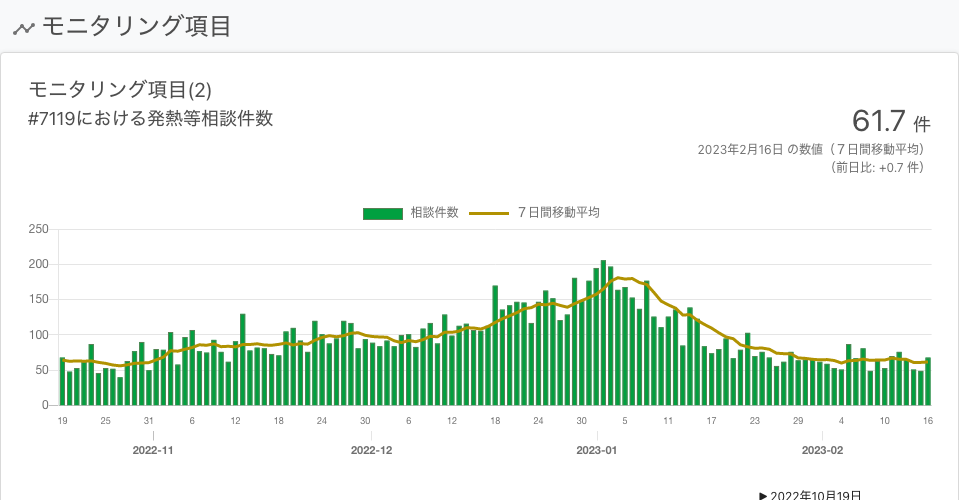 モニタリング項目
モニタリング項目(2)
#7119における発熱等相談件数
61.7 件
2023年2月16日 の数値（７日間移動平均）
（前日比: +0.7 件）
相談件数 ７日間移動平均
250
200
150
100
50
0
19 25 31 6 12 18 24 30 6 12 18 24 30 5 11 17 23 29 4 10 16
2022-11 2022-12 2023-01 2023-02
▶ 2022年10月19日